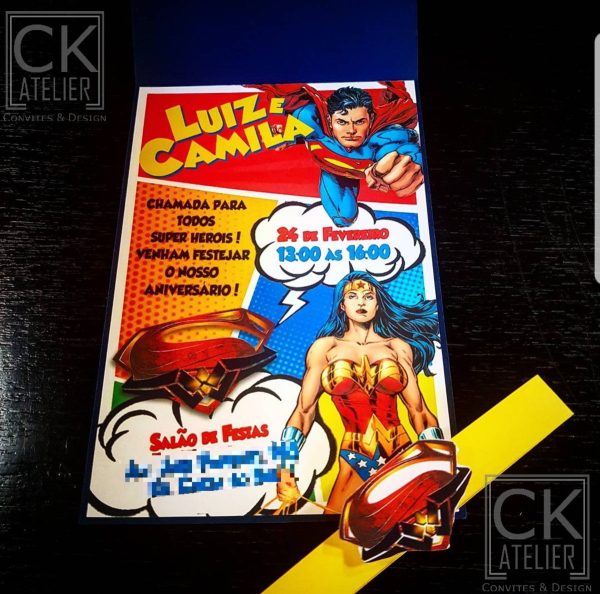 CK
ATELIER
CONVITES & DESIGN
LUIZ E
CAMILA
CHAMADA PARA
TODOS
SUPER HEROIS!
VENHAM FESTEJAR
O NOSSO
ANIVERSÁRIO!
24 DE FEVEREIRO
13:00 ÀS 16:00
SALÃO DE FESTAS
CK
ATELIER
CONVITES & DESIGN